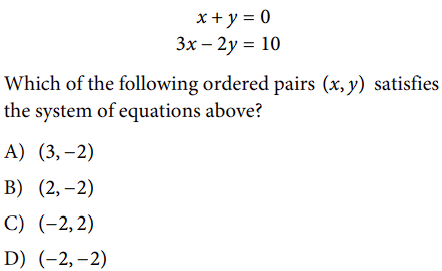 x + y = 0
3x – 2y = 10
Which of the following ordered pairs (x, y) satisfies
the system of equations above?
A) (3, –2)
B) (2, –2)
C) (–2, 2)
D) (–2, –2)